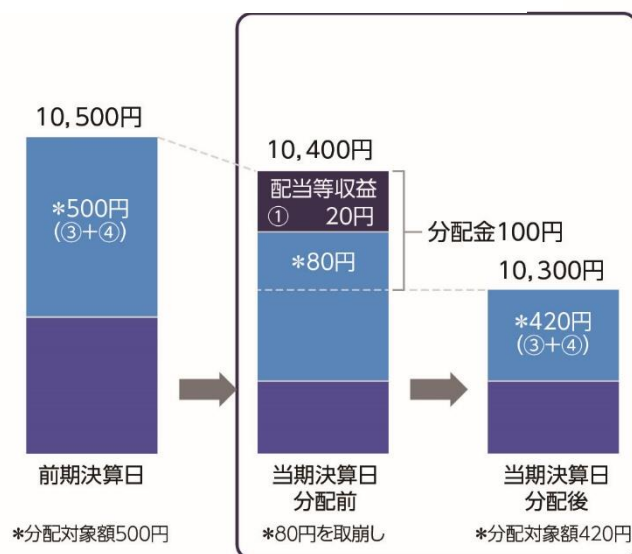 10,500円
*500円
(③+④)
前期決算日
*分配対象額500円
10,400円
配当等収益
① 20円
*80円
分配金100円
当期決算日
分配前
*80円を取崩し
10,300円
*420円
(③+④)
当期決算日
分配後
*分配対象額420円